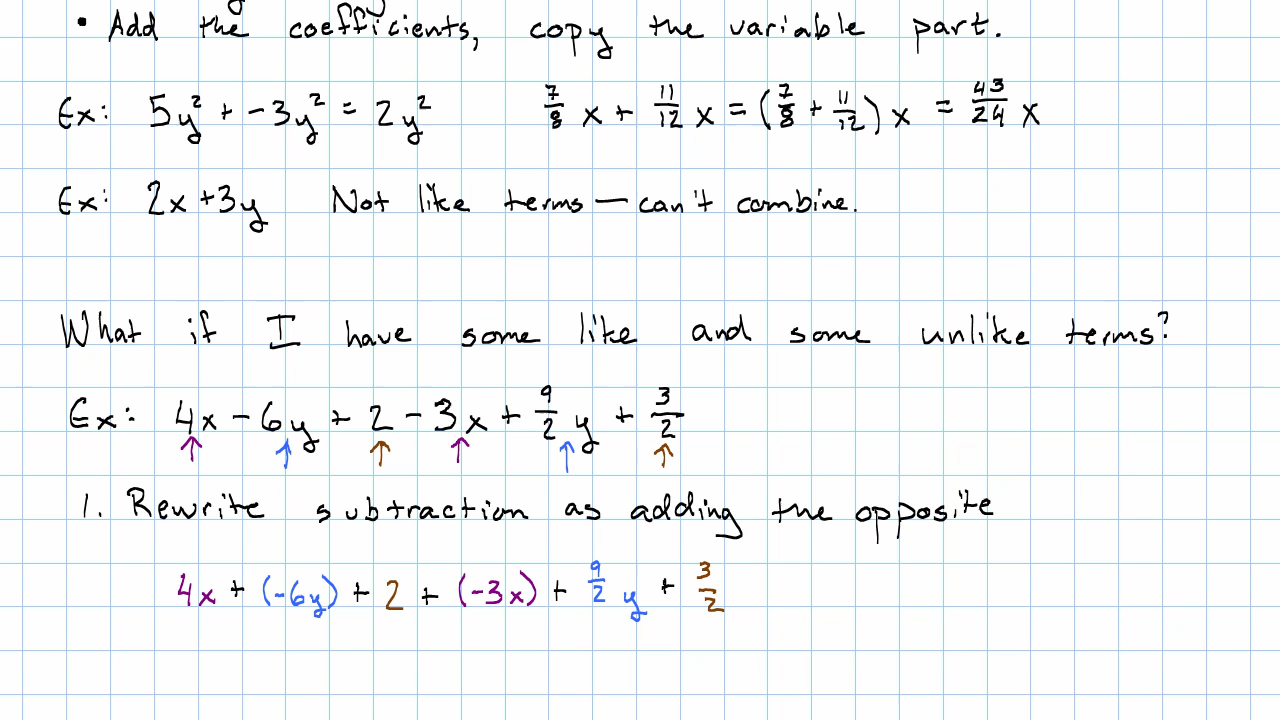 • Add the coefficients, copy the variable part.
Ex: 5y² + -3y² = 2y² 7/8 x + 11/12 x = (7/8 + 11/12) x = 43/24 x
Ex: 2x + 3y Not like terms — can't combine.
What if I have some like and some unlike terms?
Ex: 4x - 6y + 2 - 3x + 9/2 y + 3/2
↑ ↑ ↑ ↑ ↑ ↑
1. Rewrite subtraction as adding the opposite
4x + (-6y) + 2 + (-3x) + 9/2 y + 3/2